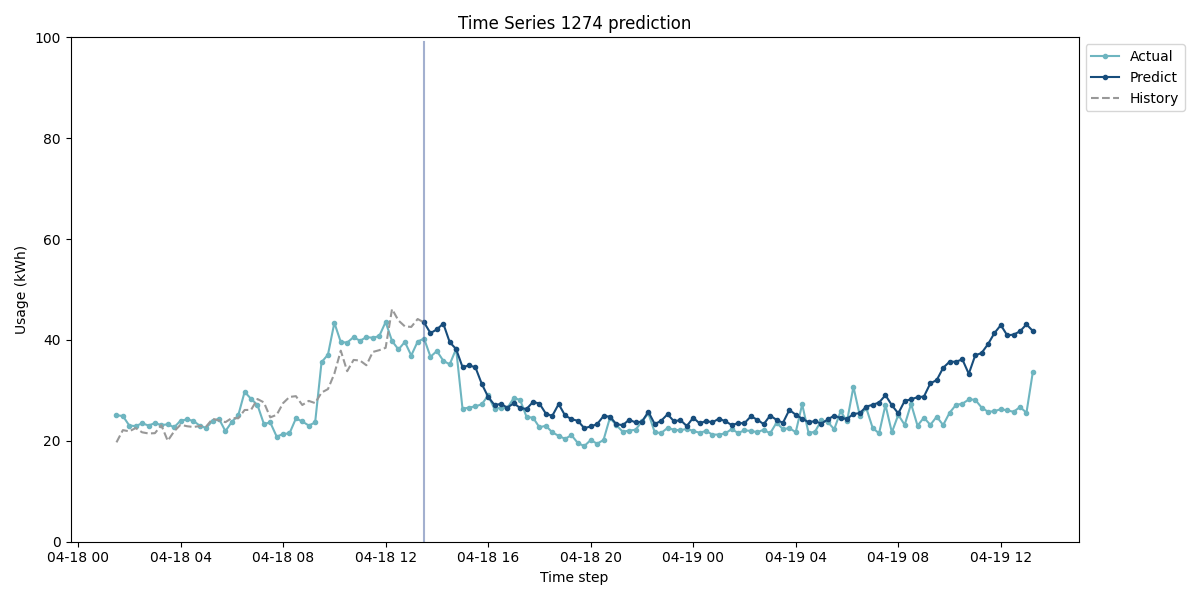 Time Series 1274 prediction
100
80
60
40
20
0
Usage (kWh)
04-18 00
04-18 04
04-18 08
04-18 12
04-18 16
04-18 20
04-19 00
04-19 04
04-19 08
04-19 12
Time step
Actual
Predict
History